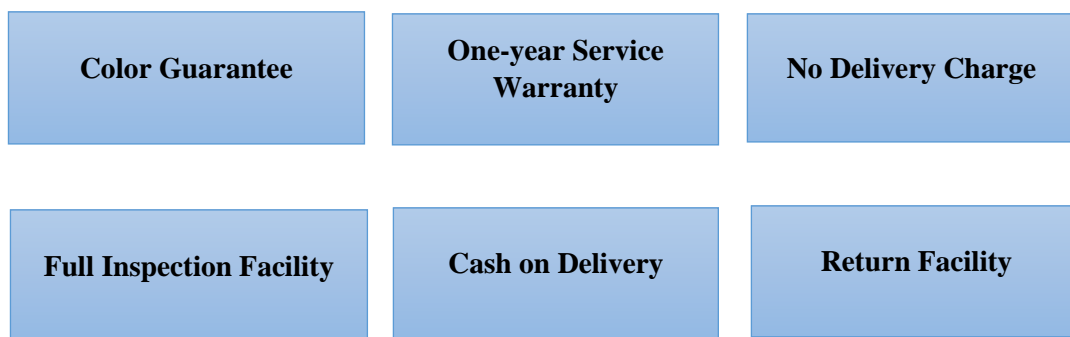 Color Guarantee
One-year Service
Warranty
No Delivery Charge
Full Inspection Facility
Cash on Delivery
Return Facility